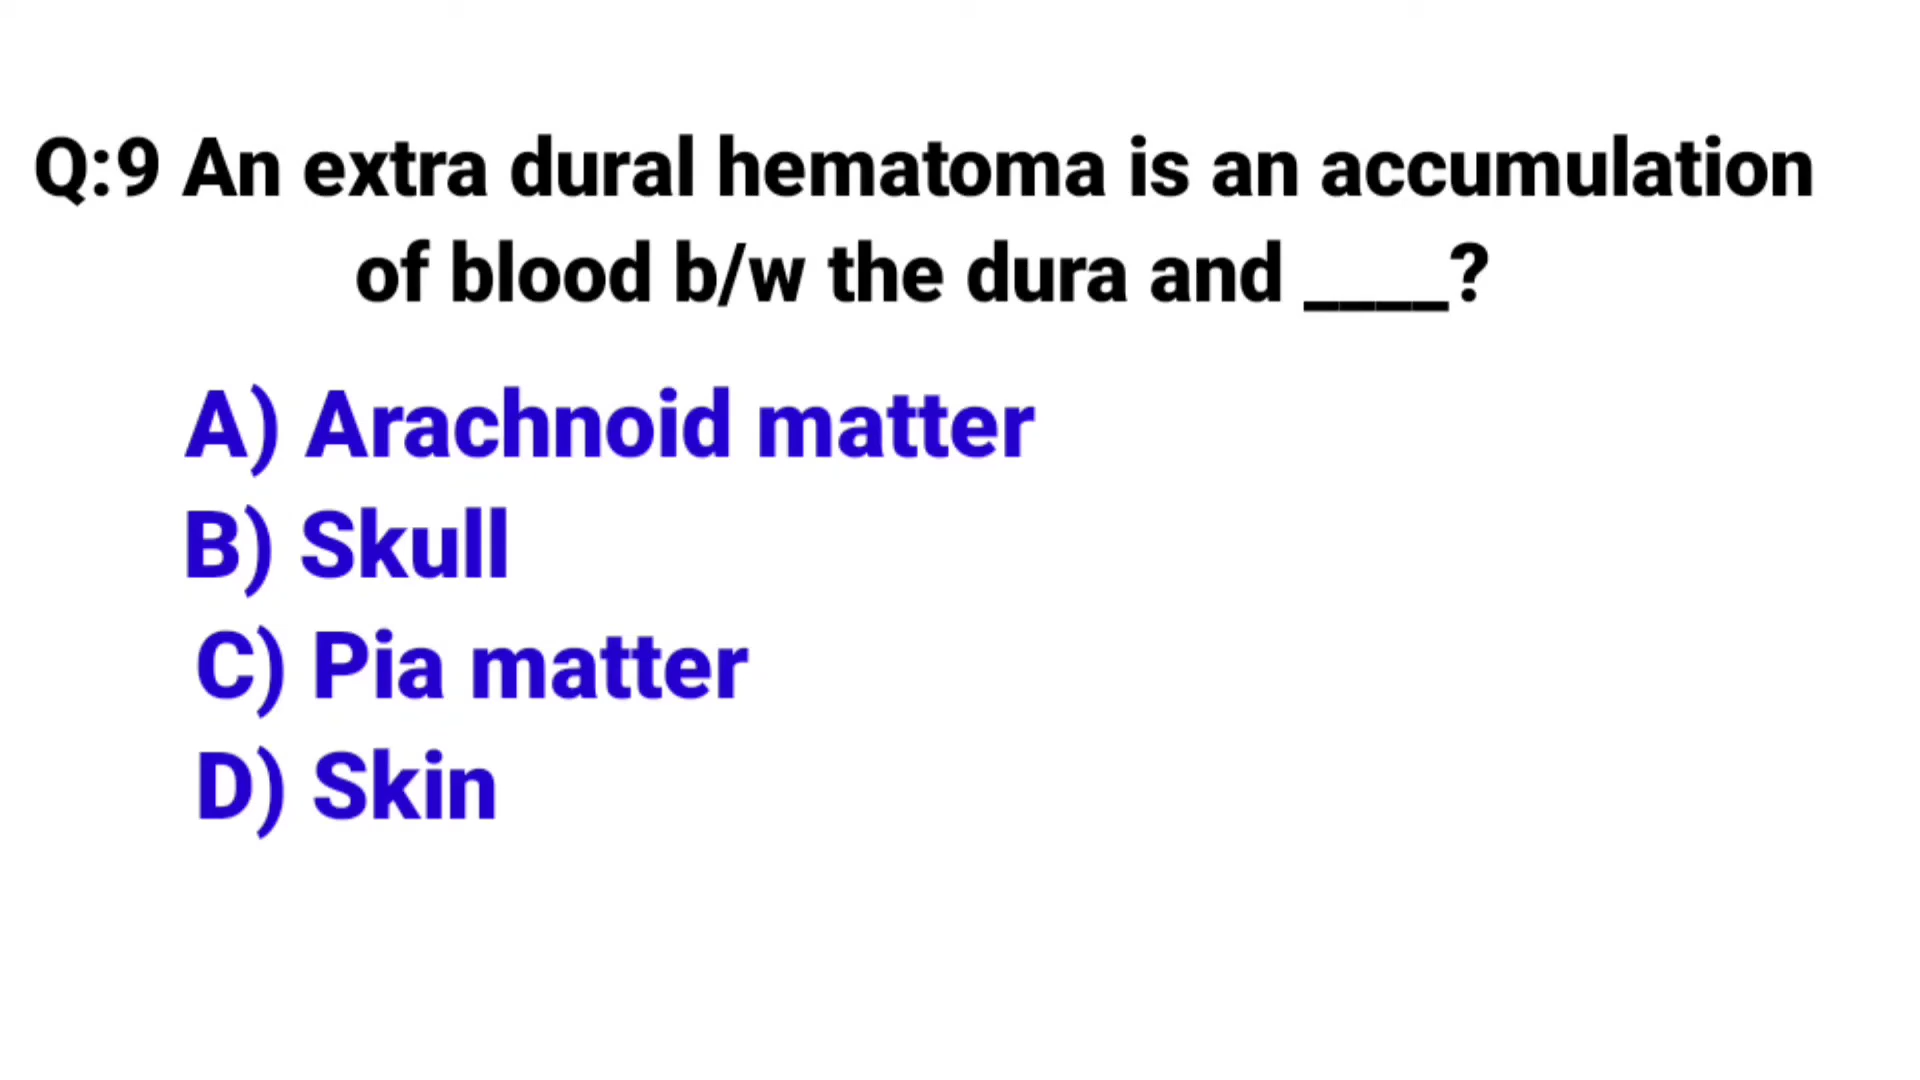 Q:9 An extra dural hematoma is an accumulation
of blood b/w the dura and ____?
A) Arachnoid matter
B) Skull
C) Pia matter
D) Skin